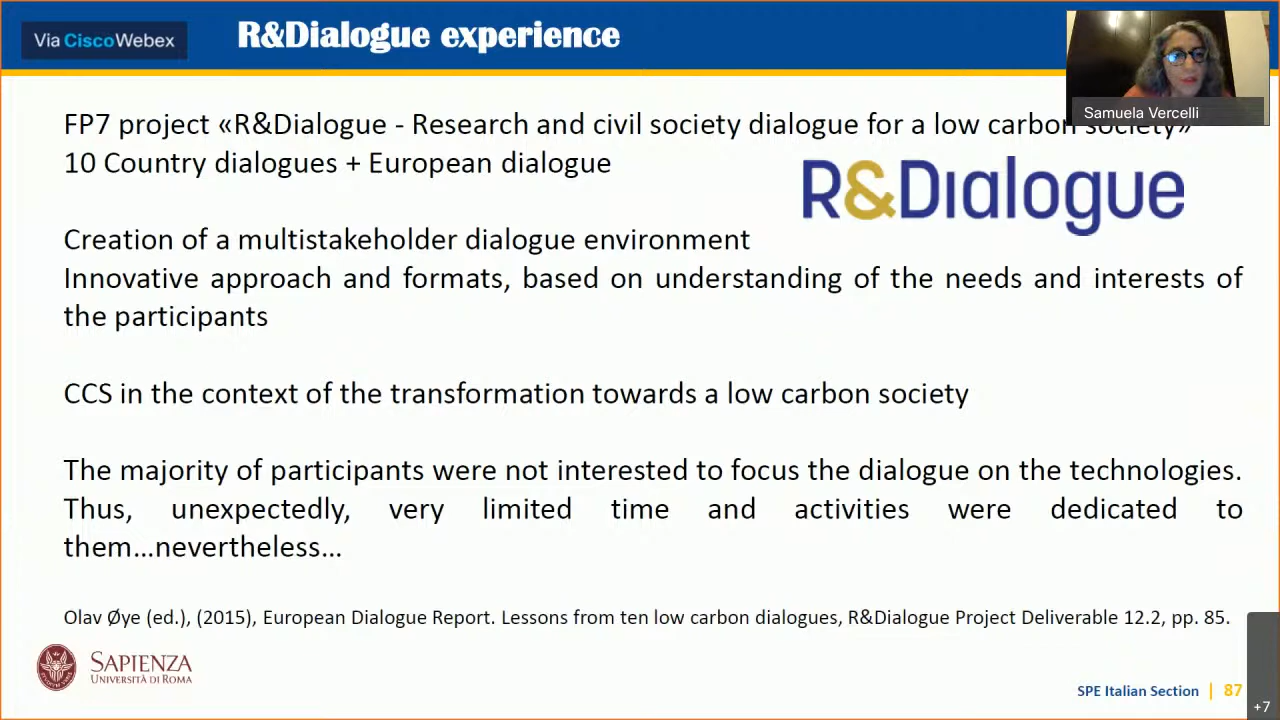 Via CiscoWebex
R&Dialogue experience
Samuela Vercelli
FP7 project «R&Dialogue - Research and civil society dialogue for a low carbon society»
10 Country dialogues + European dialogue
R&Dialogue
Creation of a multistakeholder dialogue environment
Innovative approach and formats, based on understanding of the needs and interests of
the participants
CCS in the context of the transformation towards a low carbon society
The majority of participants were not interested to focus the dialogue on the technologies.
Thus, unexpectedly, very limited time and activities were dedicated to
them...nevertheless...
Olav Øye (ed.), (2015), European Dialogue Report. Lessons from ten low carbon dialogues, R&Dialogue Project Deliverable 12.2, pp. 85.
SAPIENZA
UNIVERSITÀ DI ROMA
SPE Italian Section | 87
+7